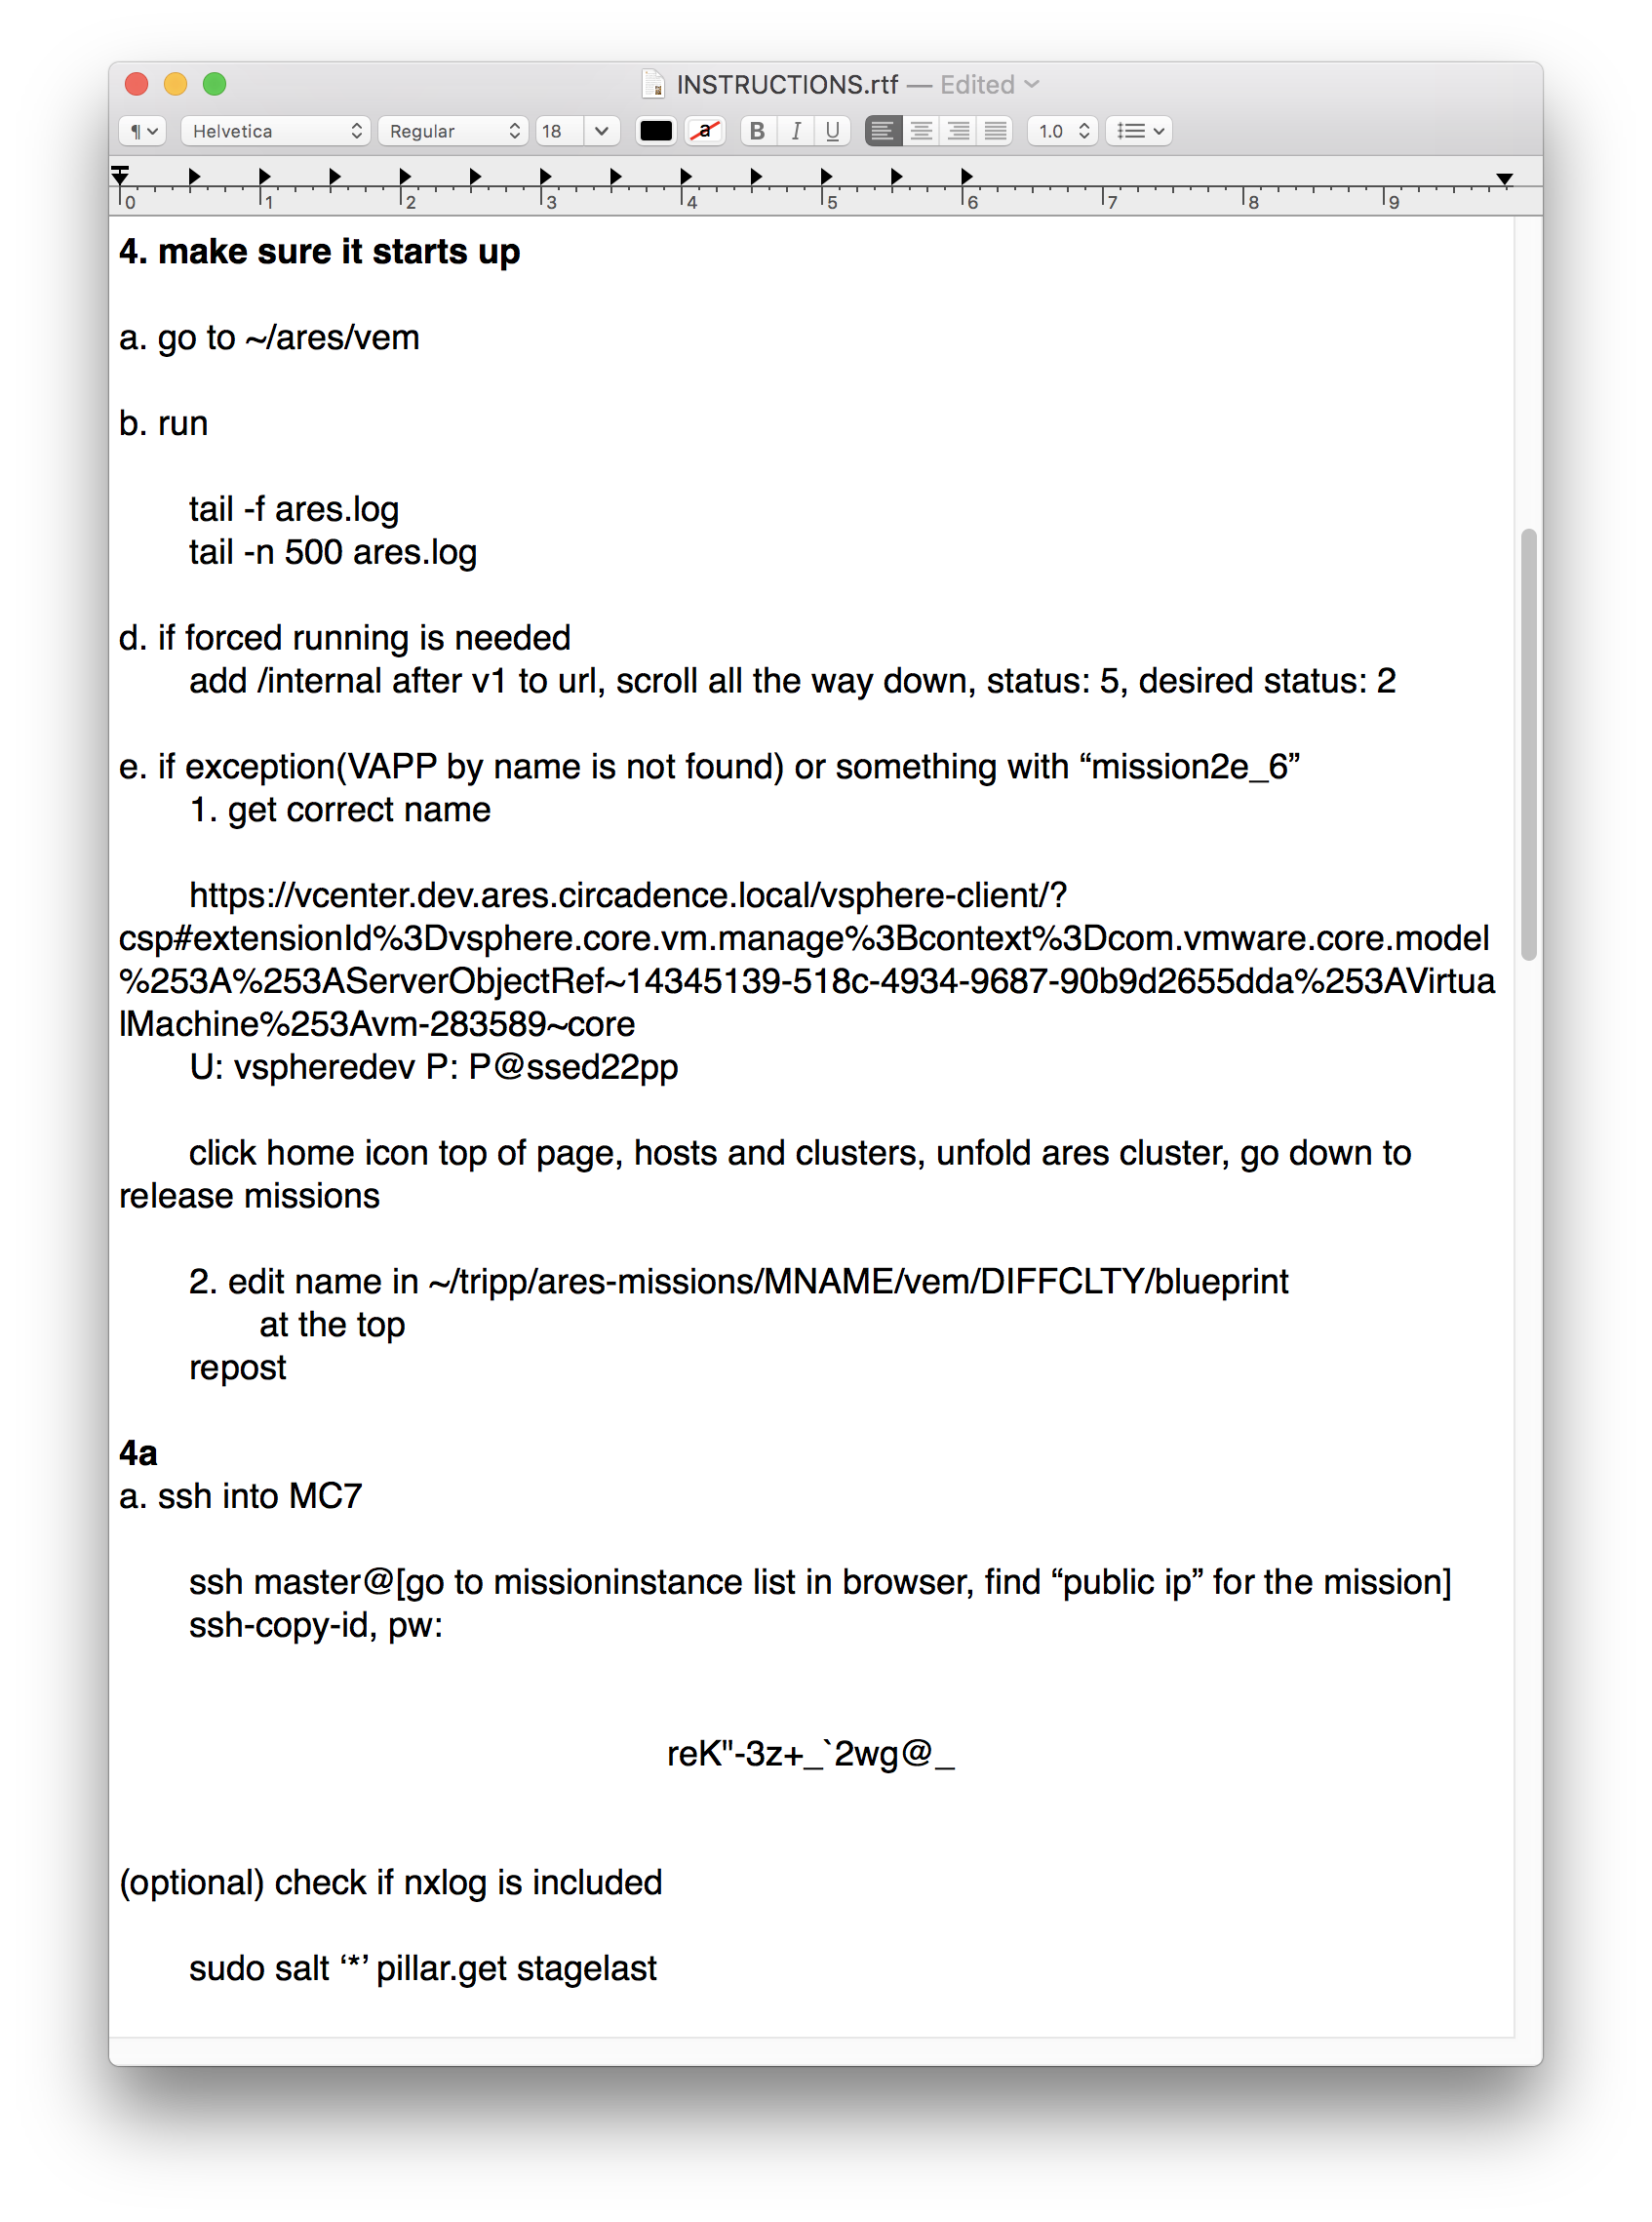 INSTRUCTIONS.rtf — Edited
¶ Helvetica Regular 18 a B I U 1.0
0 1 2 3 4 5 6 7 8 9
4. make sure it starts up
a. go to ~/ares/vem
b. run
tail -f ares.log
tail -n 500 ares.log
d. if forced running is needed
add /internal after v1 to url, scroll all the way down, status: 5, desired status: 2
e. if exception(VAPP by name is not found) or something with “mission2e_6”
1. get correct name
https://vcenter.dev.ares.circadence.local/vsphere-client/?
csp#extensionId%3Dvsphere.core.vm.manage%3Bcontext%3Dcom.vmware.core.model
%253A%253AServerObjectRef~14345139-518c-4934-9687-90b9d2655dda%253AVirtua
lMachine%253Avm-283589~core
U: vspheredev P: P@ssed22pp
click home icon top of page, hosts and clusters, unfold ares cluster, go down to
release missions
2. edit name in ~/tripp/ares-missions/MNAME/vem/DIFFCLTY/blueprint
at the top
repost
4a
a. ssh into MC7
ssh master@[go to missioninstance list in browser, find “public ip” for the mission]
ssh-copy-id, pw:
reK"-3z+_`2wg@_
(optional) check if nxlog is included
sudo salt ‘*’ pillar.get stagelast